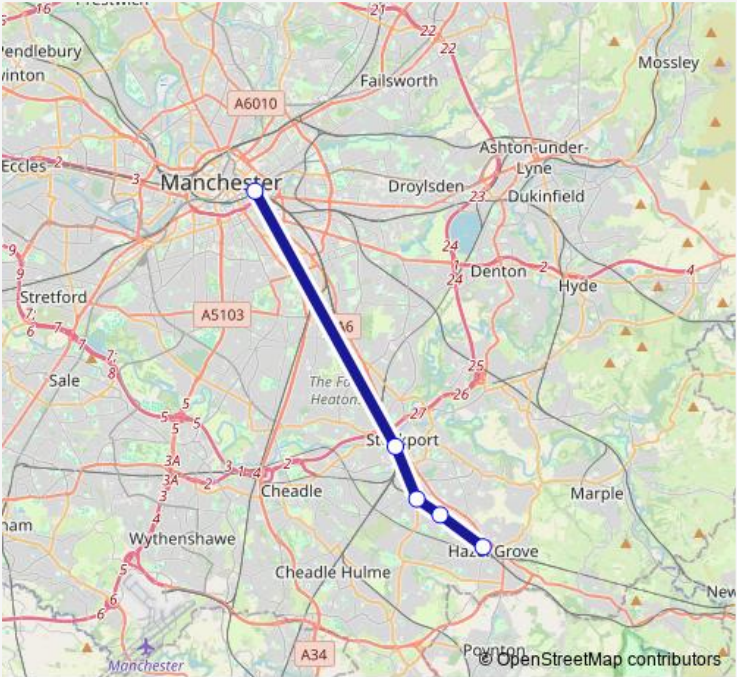 16
Prestwich
21
22
22
Pendlebury
Mossley
Failsworth
A6010
Ashton-under-
Lyne
Eccles
2
3
Manchester
Droylsden
23
Dukinfield
9
9
24
1
24
Denton
2
Hyde
4
Stretford
7
6
7
7
A5103
A6
7
8
Sale
25
The Fo
Heaton
26
5
5
5
5
27
Stockport
3A
3A
3
2
3
1
4
2
Cheadle
Marple
4
Wythenshawe
5
Hazel Grove
Cheadle Hulme
6
6
New
A34
Poynton
Manchester
© OpenStreetMap contributors